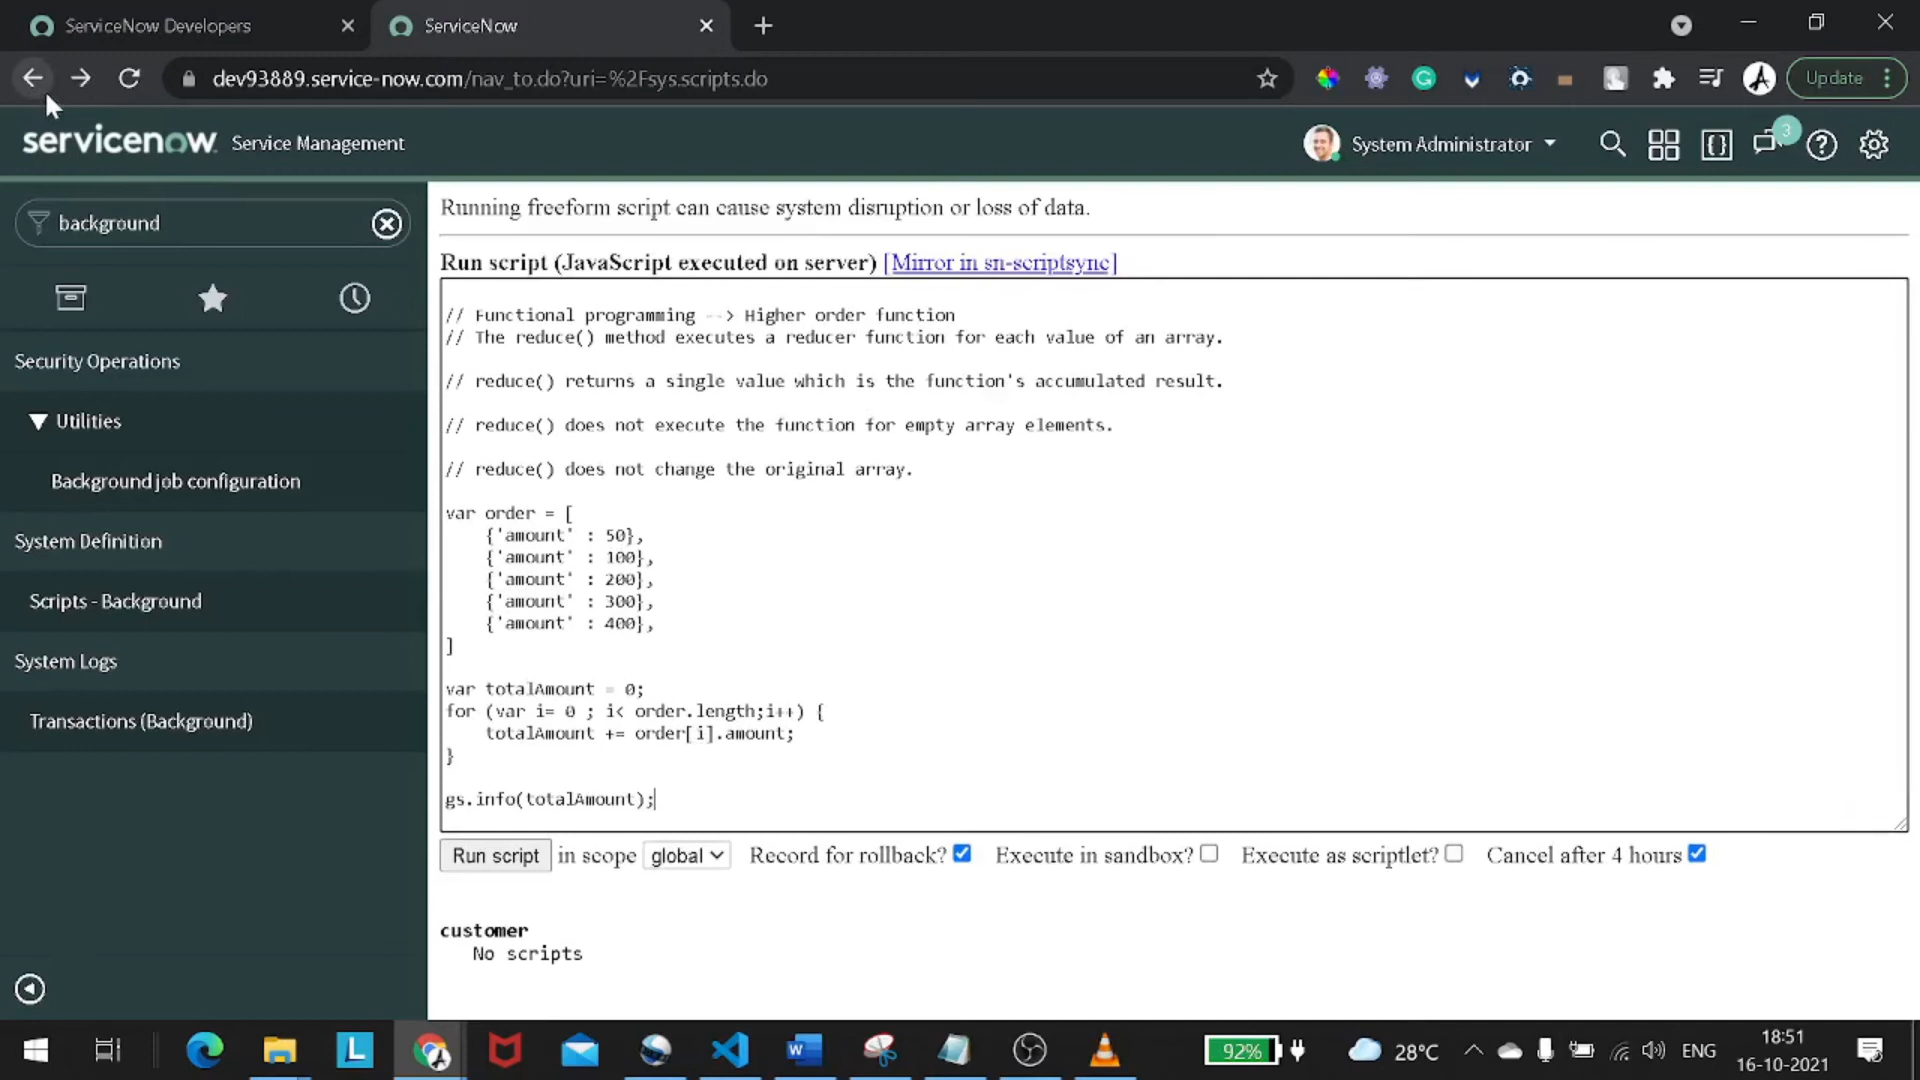 ServiceNow Developers
ServiceNow
dev93889.service-now.com/nav_to.do?uri=%2Fsys.scripts.do
Update
servicenow Service Management
System Administrator
3
background
Security Operations
Utilities
Background job configuration
System Definition
Scripts - Background
System Logs
Transactions (Background)
Running freeform script can cause system disruption or loss of data.
Run script (JavaScript executed on server) [Mirror in sn-scriptsync]
// Functional programming --> Higher order function
// The reduce() method executes a reducer function for each value of an array.
// reduce() returns a single value which is the function's accumulated result.
// reduce() does not execute the function for empty array elements.
// reduce() does not change the original array.
var order = [
{'amount' : 50},
{'amount' : 100},
{'amount' : 200},
{'amount' : 300},
{'amount' : 400},
]
var totalAmount = 0;
for (var i= 0 ; i< order.length;i++) {
totalAmount += order[i].amount;
}
gs.info(totalAmount);
Run script in scope global Record for rollback? Execute in sandbox? Execute as scriptlet? Cancel after 4 hours
customer
No scripts
L
W
92%
28°C
ENG
18:51
16-10-2021